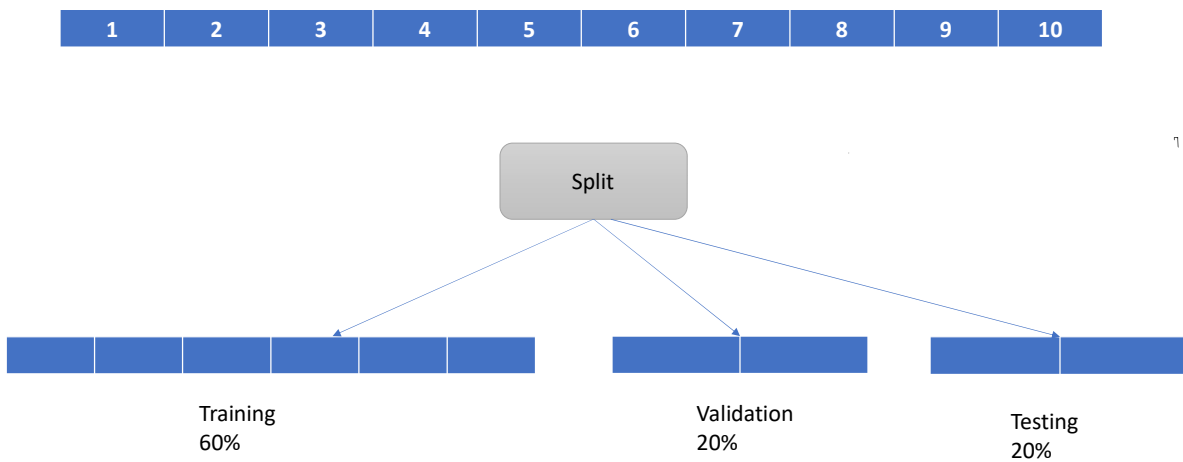 1 2 3 4 5 6 7 8 9 10
Split
Training
60%
Validation
20%
Testing
20%